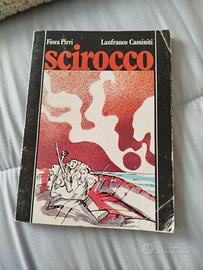 Fiora Pirri Lanfranco Caminiti
scirocco
subito